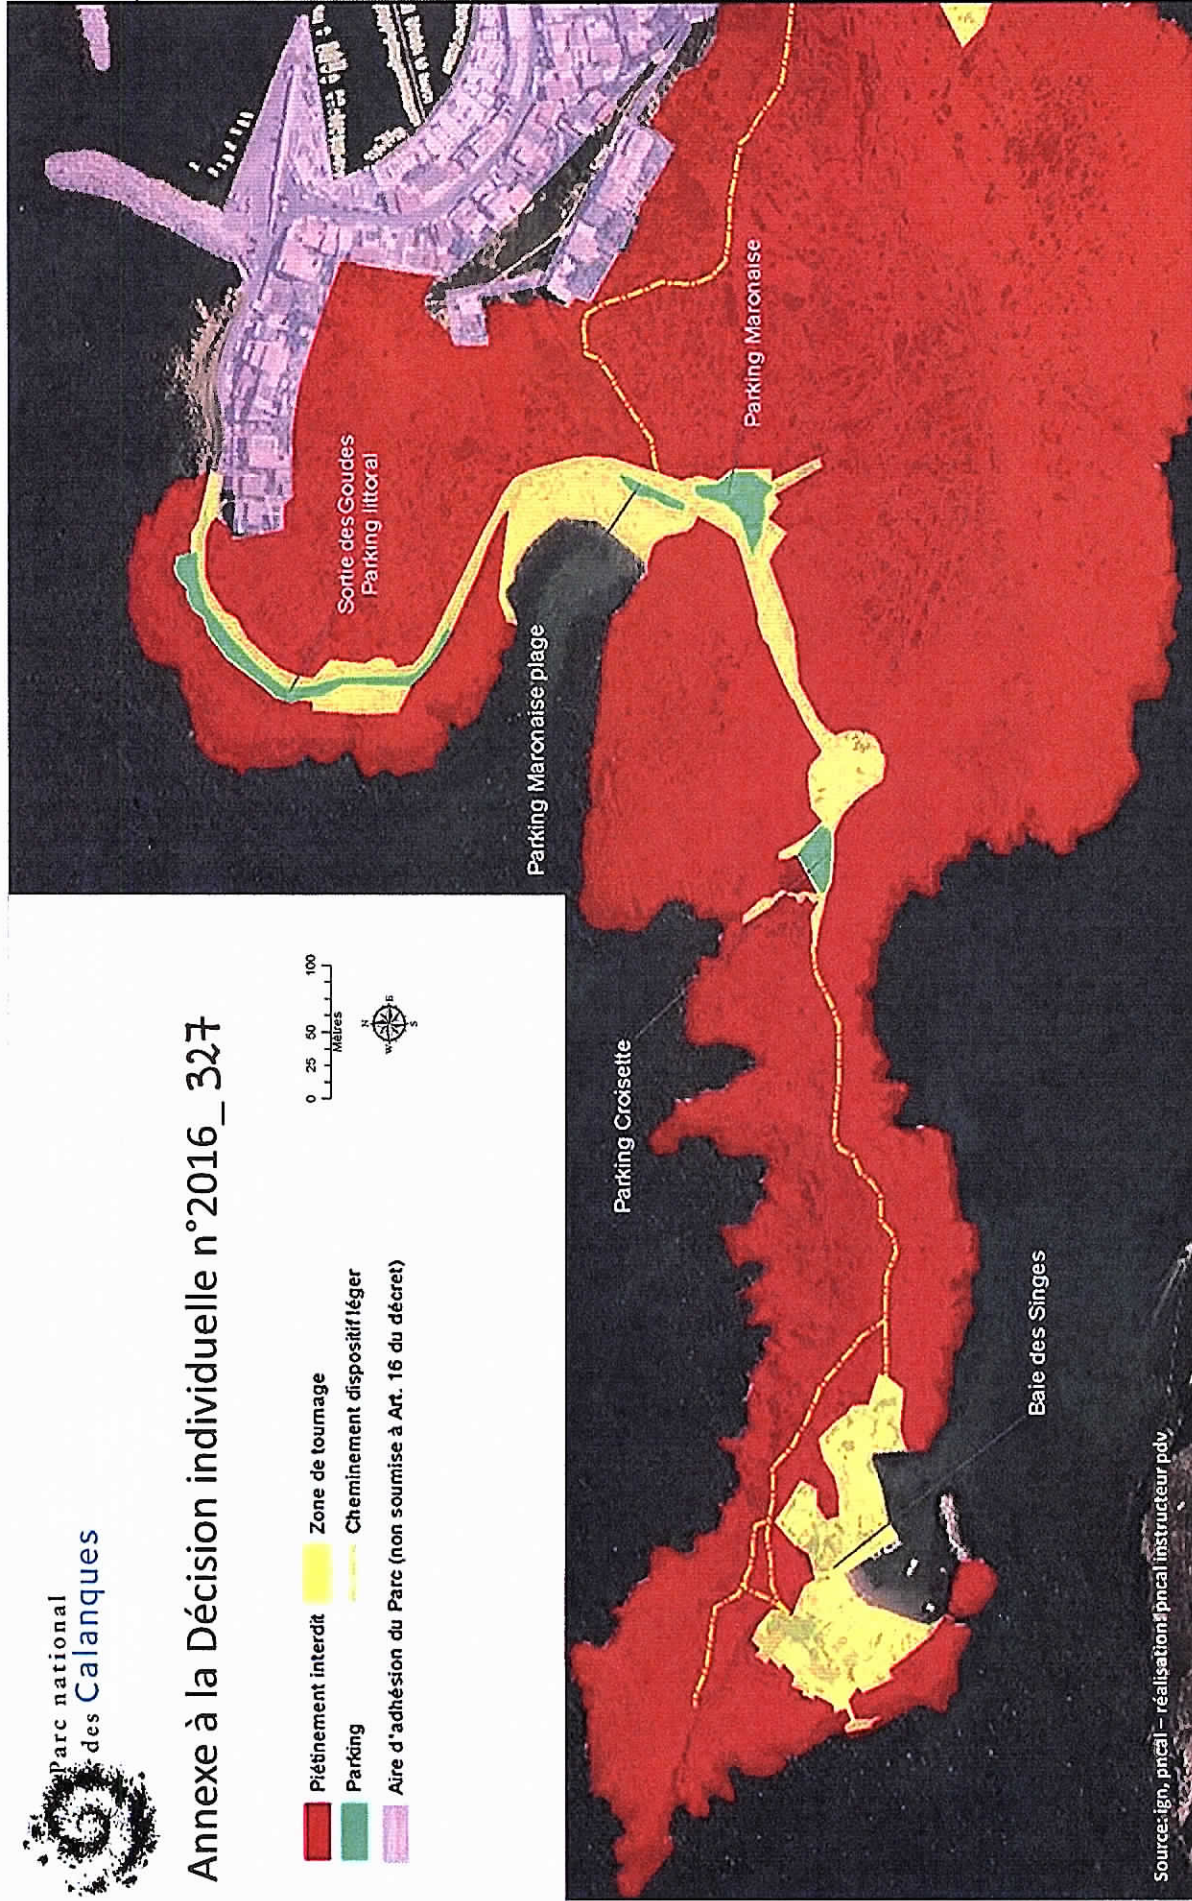 Parc national
des Calanques
Annexe à la Décision individuelle n°2016_327
Piétinement interdit
Zone de tournage
Parking
Cheminement dispositif léger
Aire d'adhésion du Parc (non soumise à Art. 16 du décret)
0 25 50 100
Mètres
N
W E
S
Sortie des Goudes
Parking littoral
Parking Maronaise plage
Parking Maronaise
Parking Croisette
Baie des Singes
Source: ign, pncal – réalisation: pncal instructeur pdv